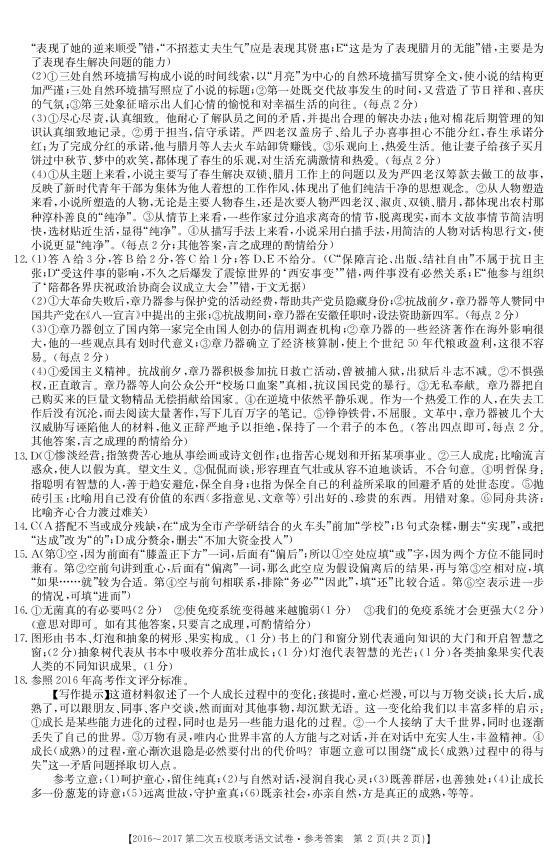 “表现了她的逆来顺受”错,“不招惹丈夫生气”应是表现其贤惠;E“这是为了表现腊月的无能”错,主要是为
了表现春生解决问题的能力)
(2)①三处自然环境描写构成小说的时间线索,以“月亮”为中心的自然环境描写贯穿全文,使小说的结构更
加严谨;三处自然环境描写照应了小说的标题;②第一处既交代故事发生的时间,又营造了节日祥和、喜庆
的气氛;③第三处象征暗示出人们心情的愉悦和对幸福生活的向往。(每点2分)
(3)①尽心尽责,认真细致。他耐心了解队员之间的矛盾,并提出合理的解决办法;他对棉花后期管理的知
识认真细致地记录。②勇于担当,信守承诺。严四老汉盖房子、给儿子办喜事担心不能分红,春生承诺分
红;为了完成分红的承诺,他与腊月等人去火车站卸货赚钱。③乐观向上,热爱生活。他让妻子给孩子买月
饼过中秋节、梦中的欢笑,都体现了春生的乐观,对生活充满激情和热爱。(每点2分)
(4)①从主题上来看,小说主要写了春生解决双锁、腊月工作上的问题以及为严四老汉筹款去做工的故事,
反映了新时代青年干部为集体为他人着想的工作作风,体现出了他们纯洁干净的思想观念。②从人物塑造
来看,小说所塑造的人物,无论是主要人物春生,还是次要人物严四老汉、淑贞、双锁、腊月,都体现出农村那
种淳朴善良的“纯净”。③从情节上来看,一些作家过分追求离奇的情节,脱离现实,而本文故事情节简洁明
快,选材贴近生活,显得“纯净”。④从描写手法上来看,小说采用白描手法,用简洁的人物对话构思行文,使
小说更显“纯净”。(每点2分;其他答案,言之成理的酌情给分)
12.(1)答A给3分,答B给2分,答C给1分;答D、E不给分。(C“保障言论、出版、结社自由”不属于抗日主
张;D“受这件事的影响,不久之后爆发了震惊世界的‘西安事变’”错,两件事没有必然关系;E“他参与组织
了‘陪都各界庆祝政治协商会议成立大会’”错,于文无据)
(2)①大革命失败后,章乃器参与保护党的活动经费,帮助共产党员隐藏身份;②抗战前夕,章乃器等人赞同中
国共产党在《八一宣言》中提出的主张;③抗战期间,章乃器在安徽任职时,设法资助新四军。(每点2分)
(3)①章乃器创立了国内第一家完全由国人创办的信用调查机构;②章乃器的一些经济著作在海外影响很
大,他的一些观点具有划时代意义;③章乃器确立了经济核算制,使上个世纪50年代粮政盈利,这很不容
易。(每点2分)
(4)①爱国主义精神。抗战前夕,章乃器积极参加抗日救亡活动,曾被捕入狱,出狱后斗志不减。②不惧强
权,正直敢言。章乃器等人向公众公开“校场口血案”真相,抗议国民党的暴行。③无私奉献。章乃器把自
己购买来的巨量文物精品无偿捐献给国家。④在逆境中依然平静乐观。作为一个热爱工作的人,在失去工
作后没有沉沦,而去阅读大量著作,写下几百万字的笔记。⑤铮铮铁骨,不屈服。文革中,章乃器被几个大
汉威胁写诬陷他人的材料,他义正辞严地予以拒绝,保持了一个君子的本色。(答出四点即可,每点2分。
其他答案,言之成理的酌情给分)
13.D(①惨淡经营:指煞费苦心地从事绘画或诗文创作;也指苦心规划和开拓某项事业。②三人成虎:比喻流言
惑众,使人以假为真。望文生义。③侃侃而谈:形容理直气壮或从容不迫地谈话。不合句意。④明哲保身:
指聪明有智慧的人,善于趋安避危,保全自身;也指为保全自己的利益所采取的回避矛盾的处世态度。⑤抛
砖引玉:比喻用自己没有价值的东西(多指意见、文章等)引出好的、珍贵的东西。用错对象。⑥同舟共济:
比喻齐心合力渡过难关)
14.C(A搭配不当或成分残缺,在“成为全市产学研结合的火车头”前加“学校”;B句式杂糅,删去“实现”,或把
“达成”改为“的”;D成分赘余,删去“不加大资金投入”)
15.A(第①空,因为前面有“膝盖正下方”一词,后面有“偏后”;所以①空处应填“或”字,因为两个方位不能同时
兼有。第②空前句讲到重心,后面有“偏离”一词,那么此空应为假设偏离后的结果,再与第③空相对应,填
“如果……就”较为合适。第④空与前句相联系,排除“务必”“因此”,填“还”比较合适。第⑥空表示进一步
的情况,可填“进而”)
16.①无菌真的有必要吗(2分) ②使免疫系统变得越来越脆弱(1分) ③我们的免疫系统才会更强大(2分)
(意思对即可。如有其他答案,只要言之成理,可酌情给分)
17.图形由书本、灯泡和抽象的树形、果实构成。(1分)书上的门和窗分别代表通向知识的大门和开启智慧之
窗;(2分)抽象树代表从书本中吸收养分茁壮成长;(1分)灯泡代表智慧的光芒;(1分)各类抽象果实代表
人类的不同知识成果。(1分)
18.参照2016年高考作文评分标准。
【写作提示】这道材料叙述了一个人成长过程中的变化:孩提时,童心烂漫,可以与万物交谈;长大后,成
熟了,可以跟朋友、同事、客户交谈,然而面对其他事物,却沉默无语。这一变化给我们以丰富多样的启示:
①成长是某些能力进化的过程,同时也是另一些能力退化的过程。②一个人接纳了大千世界,同时也逐渐
丢失了自己的世界。③万物有灵,唯内心世界丰富的人方能与之对话,并在对话中充实人生,丰盈精神。④
成长(成熟)的过程,童心渐次退隐是必然要付出的代价吗?审题立意可以围绕“成长(成熟)过程中的得与
失”这一矛盾问题择取切入点。
参考立意:(1)呵护童心,留住纯真;(2)与自然对话,浸润自我心灵;(3)既善群居,也善独处;(4)让成长
多一份葱茏的诗意;(5)远离世故,守护童真;(6)既亲社会,亦亲自然,方是真正的成熟,等等。
【2016～2017第二次五校联考语文试卷·参考答案 第2页(共2页)】